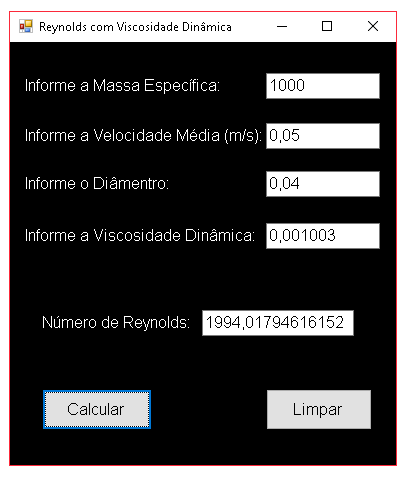 Reynolds com Viscosidade Dinâmica
Informe a Massa Específica: 1000
Informe a Velocidade Média (m/s): 0,05
Informe o Diâmentro: 0,04
Informe a Viscosidade Dinâmica: 0,001003
Número de Reynolds: 1994,01794616152
Calcular Limpar